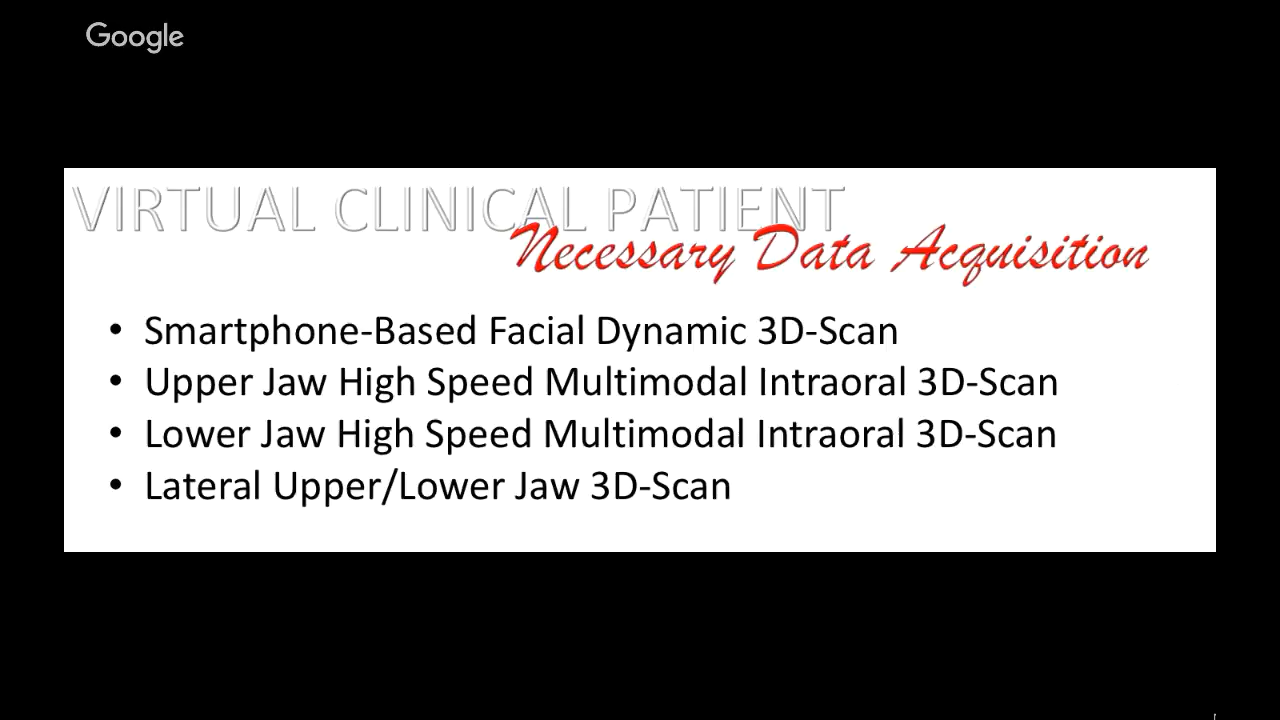 Google
VIRTUAL CLINICAL PATIENT
Necessary Data Acquisition
• Smartphone-Based Facial Dynamic 3D-Scan
• Upper Jaw High Speed Multimodal Intraoral 3D-Scan
• Lower Jaw High Speed Multimodal Intraoral 3D-Scan
• Lateral Upper/Lower Jaw 3D-Scan